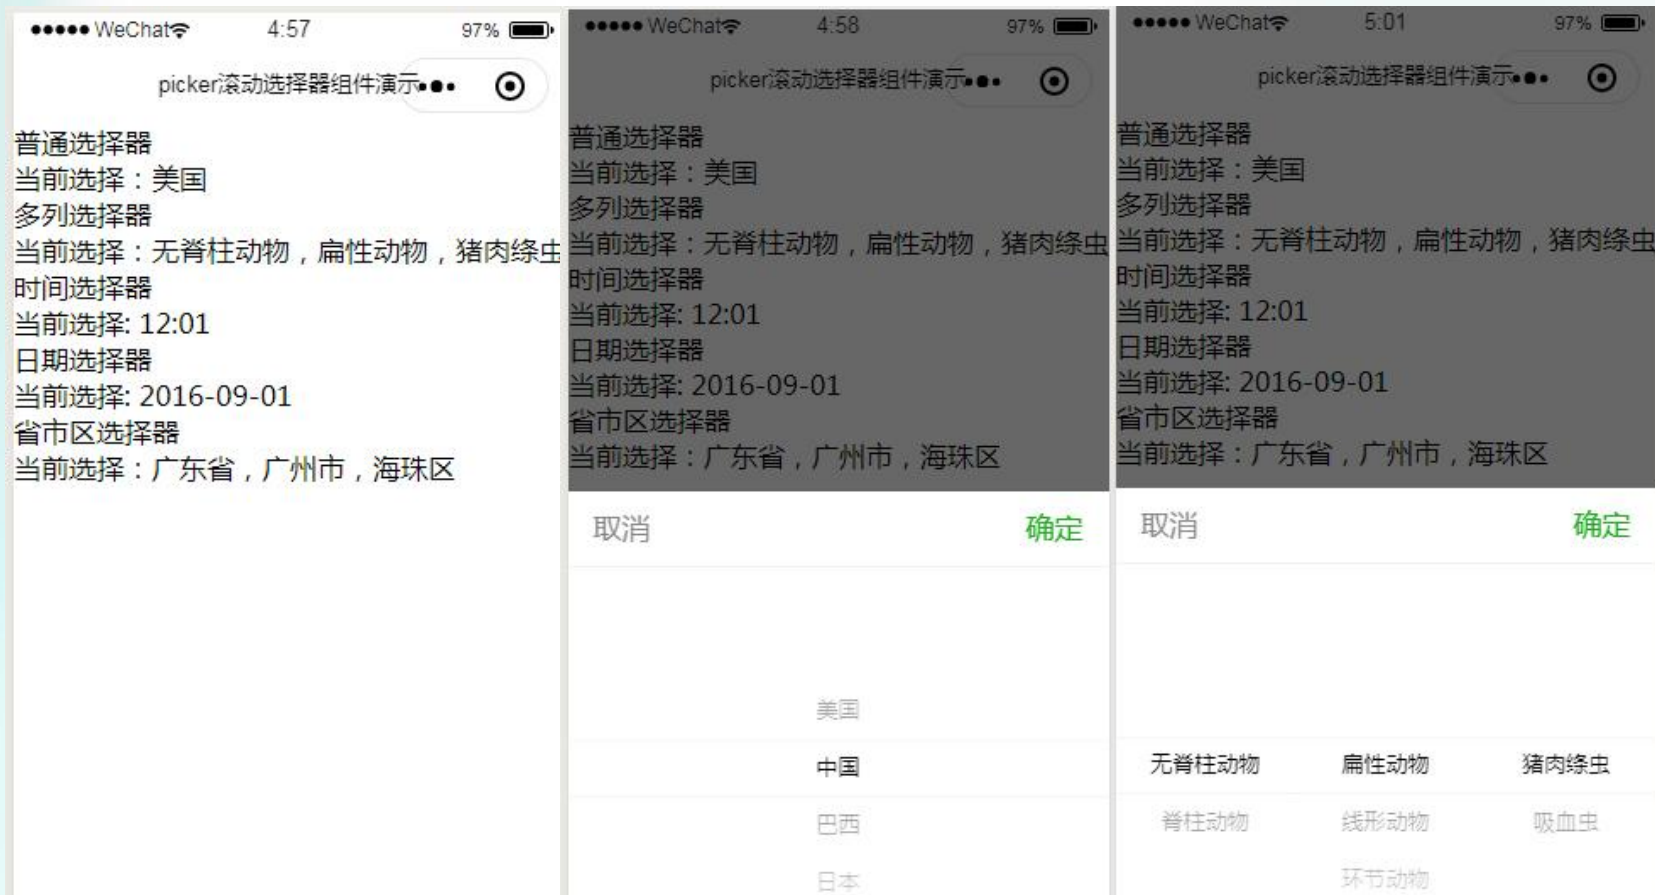 WeChat 4:57 97%
picker滚动选择器组件演示
普通选择器
当前选择：美国
多列选择器
当前选择：无脊柱动物，扁性动物，猪肉绦虫
时间选择器
当前选择: 12:01
日期选择器
当前选择: 2016-09-01
省市区选择器
当前选择：广东省，广州市，海珠区
WeChat 4:58 97%
picker滚动选择器组件演示
普通选择器
当前选择：美国
多列选择器
当前选择：无脊柱动物，扁性动物，猪肉绦虫
时间选择器
当前选择: 12:01
日期选择器
当前选择: 2016-09-01
省市区选择器
当前选择：广东省，广州市，海珠区
取消 确定
美国
中国
巴西
日本
WeChat 5:01 97%
picker滚动选择器组件演示
普通选择器
当前选择：美国
多列选择器
当前选择：无脊柱动物，扁性动物，猪肉绦虫
时间选择器
当前选择: 12:01
日期选择器
当前选择: 2016-09-01
省市区选择器
当前选择：广东省，广州市，海珠区
取消 确定
无脊柱动物 扁性动物 猪肉绦虫
脊柱动物 线形动物 吸血虫
环节动物